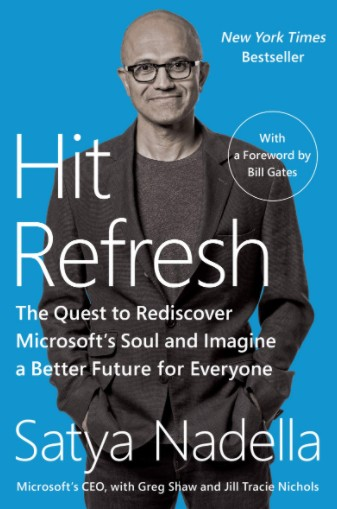 New York Times
Bestseller
With
a Foreword by
Bill Gates
Hit
Refresh
The Quest to Rediscover
Microsoft's Soul and Imagine
a Better Future for Everyone
Satya Nadella
Microsoft's CEO, with Greg Shaw and Jill Tracie Nichols